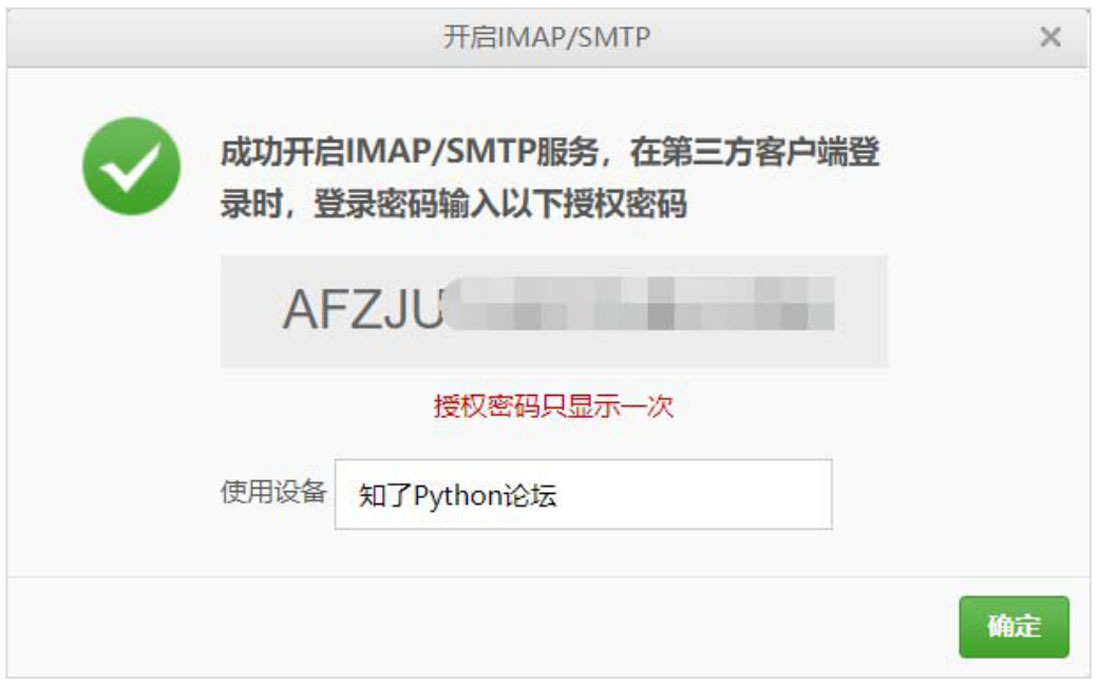 开启IMAP/SMTP
成功开启IMAP/SMTP服务，在第三方客户端登
录时，登录密码输入以下授权密码
AFZJU
授权密码只显示一次
使用设备 知了Python论坛
确定